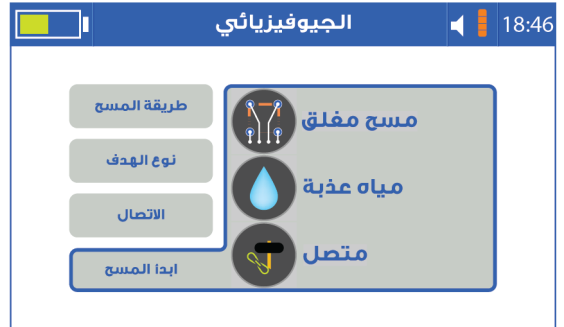 الجيوفيزيائي
18:46
طريقة المسح
نوع الهدف
الاتصال
ابدأ المسح
مسح مغلق
مياه عذبة
متصل